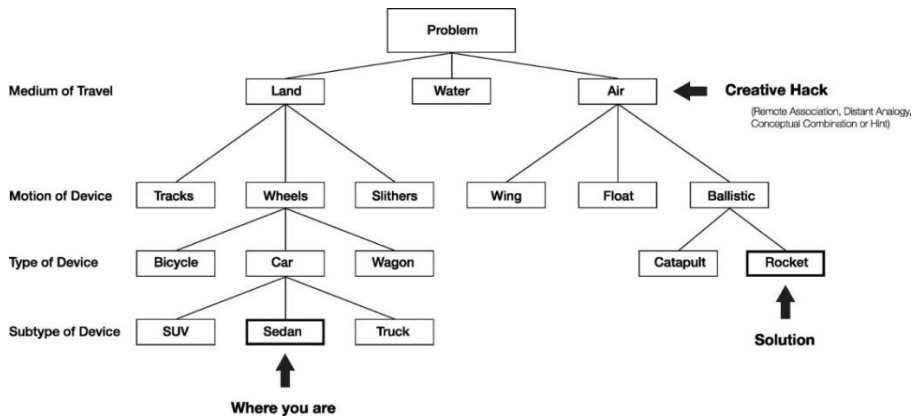 Problem
Medium of Travel
Land
Water
Air
Creative Hack
(Remote Association, Distant Analogy,
Conceptual Combination or Hint)
Motion of Device
Tracks
Wheels
Slithers
Wing
Float
Ballistic
Type of Device
Bicycle
Car
Wagon
Catapult
Rocket
Subtype of Device
SUV
Sedan
Truck
Solution
Where you are